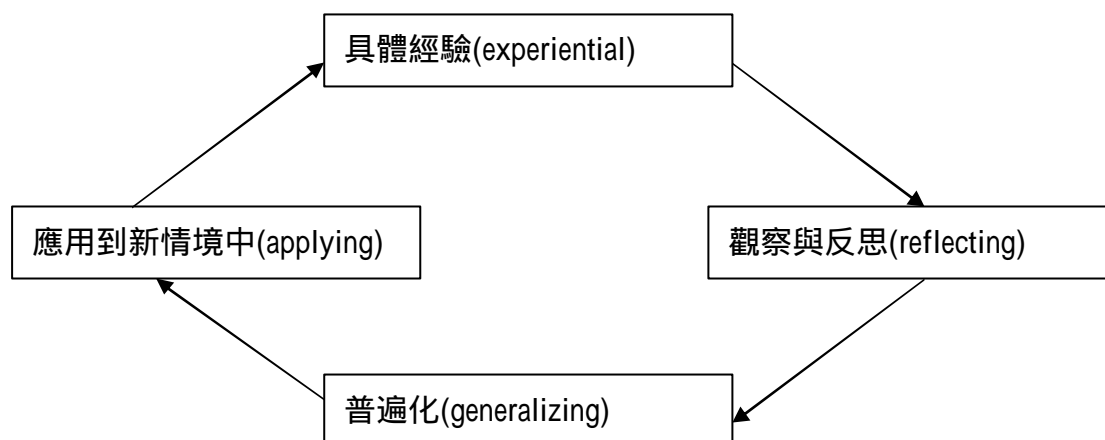 具體經驗(experiential)
應用到新情境中(applying)
觀察與反思(reflecting)
普遍化(generalizing)